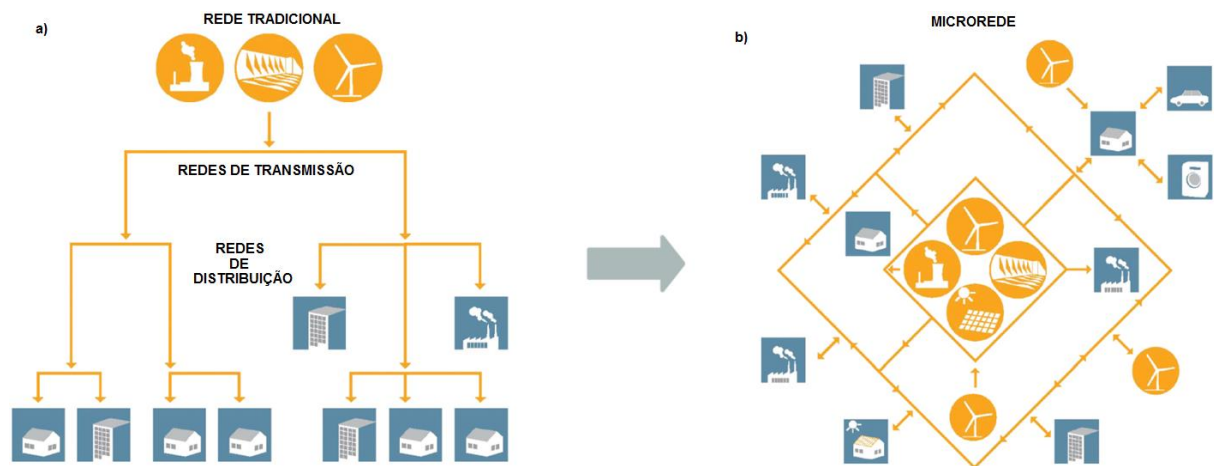 a)
REDE TRADICIONAL
REDES DE TRANSMISSÃO
REDES
DE
DISTRIBUIÇÃO
b)
MICROREDE